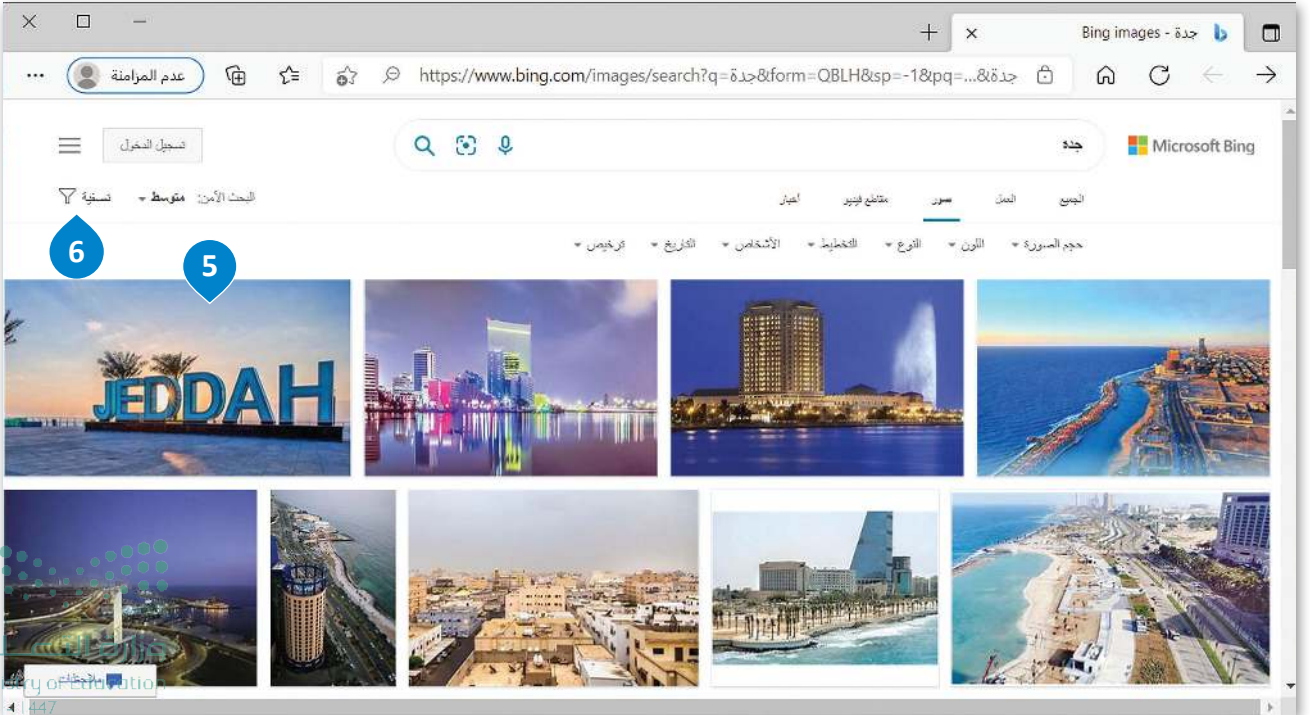 جدة - Bing images
https://www.bing.com/images/search?q=جدة&form=QBLH&sp=-1&pq=...جدة&
عدم المزامنة
Microsoft Bing
جدة
تسجيل الدخول
الجميع العمل صور مقاطع فيديو أخبار
البحث الآمن: متوسط تصفية
حجم الصورة اللون النوع التخطيط الأشخاص التاريخ ترخيص
6
5
JEDDAH
ملاحظات
1447